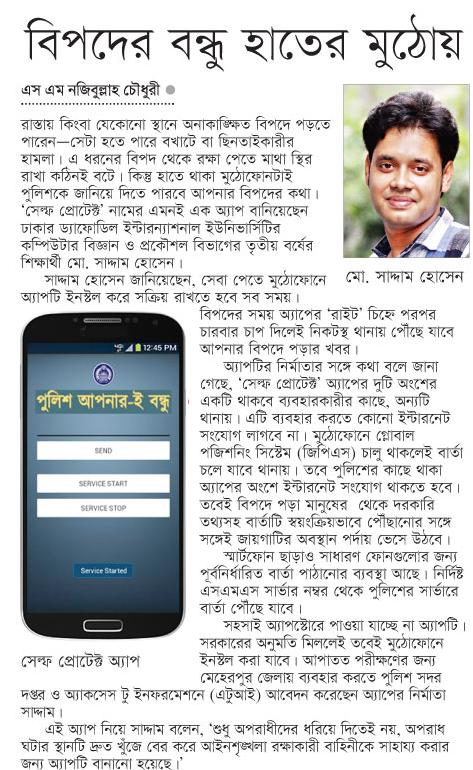 বিপদের বন্ধু হাতের মুঠোয়
এস এম নজিবুল্লাহ চৌধুরী
রাস্তায় কিংবা যেকোনো স্থানে অনাকাঙ্ক্ষিত বিপদে পড়তে
পারেন—সেটা হতে পারে বখাটে বা ছিনতাইকারীর
হামলা। এ ধরনের বিপদ থেকে রক্ষা পেতে মাথা স্থির
রাখা কঠিনই বটে। কিন্তু হাতে থাকা মুঠোফোনটাই
পুলিশকে জানিয়ে দিতে পারবে আপনার বিপদের কথা।
‘সেল্ফ প্রোটেক্ট’ নামের এমনই এক অ্যাপ বানিয়েছেন
ঢাকার ড্যাফোডিল ইন্টারন্যাশনাল ইউনিভার্সিটির
কম্পিউটার বিজ্ঞান ও প্রকৌশল বিভাগের তৃতীয় বর্ষের
শিক্ষার্থী মো. সাদ্দাম হোসেন।
মো. সাদ্দাম হোসেন
সাদ্দাম হোসেন জানিয়েছেন, সেবা পেতে মুঠোফোনে
অ্যাপটি ইনস্টল করে সক্রিয় রাখতে হবে সব সময়।
বিপদের সময় অ্যাপের ‘রাইট’ চিহ্নে পরপর
চারবার চাপ দিলেই নিকটস্থ থানায় পৌঁছে যাবে
আপনার বিপদে পড়ার খবর।
অ্যাপটির নির্মাতার সঙ্গে কথা বলে জানা
গেছে, ‘সেল্ফ প্রোটেক্ট’ অ্যাপের দুটি অংশের
একটি থাকবে ব্যবহারকারীর কাছে, অন্যটি
থানায়। এটি ব্যবহার করতে কোনো ইন্টারনেট
সংযোগ লাগবে না। মুঠোফোনে গ্লোবাল
পজিশনিং সিস্টেম (জিপিএস) চালু থাকলেই বার্তা
চলে যাবে থানায়। তবে পুলিশের কাছে থাকা
অ্যাপের অংশে ইন্টারনেট সংযোগ থাকতে হবে।
তবেই বিপদে পড়া মানুষের থেকে দরকারি
তথ্যসহ বার্তাটি স্বয়ংক্রিয়ভাবে পৌঁছানোর সঙ্গে
সঙ্গেই জায়গাটির অবস্থান পর্দায় ভেসে উঠবে।
স্মার্টফোন ছাড়াও সাধারণ ফোনগুলোর জন্য
পূর্বনির্ধারিত বার্তা পাঠানোর ব্যবস্থা আছে। নির্দিষ্ট
এসএমএস সার্ভার নম্বর থেকে পুলিশের সার্ভারে
বার্তা পৌঁছে যাবে।
সহসাই অ্যাপস্টোরে পাওয়া যাচ্ছে না অ্যাপটি।
সরকারের অনুমতি মিললেই তবেই মুঠোফোনে
ইনস্টল করা যাবে। আপাতত পরীক্ষণের জন্য
মেহেরপুর জেলায় ব্যবহার করতে পুলিশ সদর
দপ্তর ও অ্যাকসেস টু ইনফরমেশনে (এটুআই) আবেদন করেছেন অ্যাপের নির্মাতা
সাদ্দাম।
এই অ্যাপ নিয়ে সাদ্দাম বলেন, ‘শুধু অপরাধীদের ধরিয়ে দিতেই নয়, অপরাধ
ঘটার স্থানটি দ্রুত খুঁজে বের করে আইনশৃঙ্খলা রক্ষাকারী বাহিনীকে সাহায্য করার
জন্য অ্যাপটি বানানো হয়েছে।’
12:45 PM
পুলিশ আপনার-ই বন্ধু
SEND
SERVICE START
SERVICE STOP
Service Started
সেল্ফ প্রোটেক্ট অ্যাপ